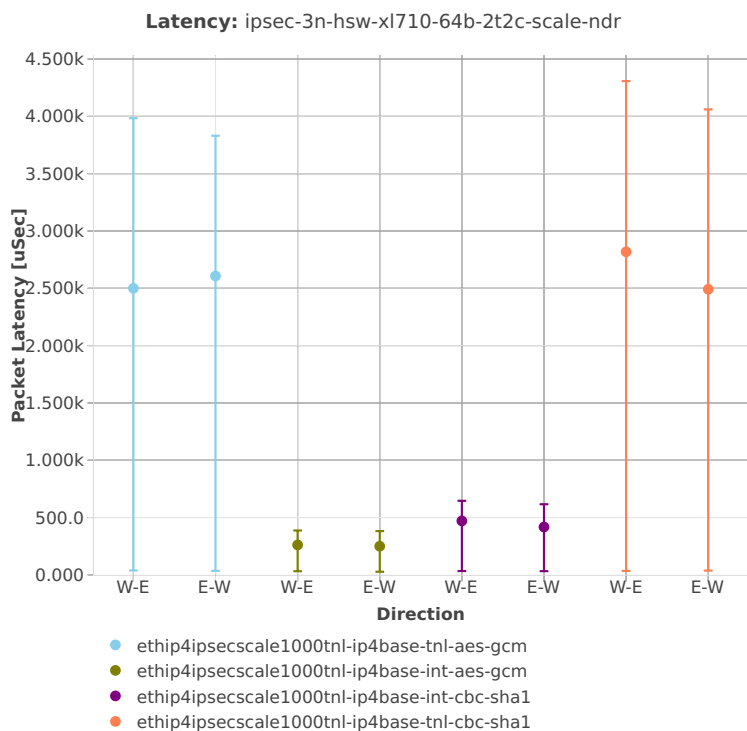 Latency: ipsec-3n-hsw-xl710-64b-2t2c-scale-ndr
4.500k
4.000k
3.500k
3.000k
2.500k
2.000k
1.500k
1.000k
500.0
0.000
Packet Latency [uSec]
W-E E-W W-E E-W W-E E-W W-E E-W
Direction
ethip4ipsecscale1000tnl-ip4base-tnl-aes-gcm
ethip4ipsecscale1000tnl-ip4base-int-aes-gcm
ethip4ipsecscale1000tnl-ip4base-int-cbc-sha1
ethip4ipsecscale1000tnl-ip4base-tnl-cbc-sha1